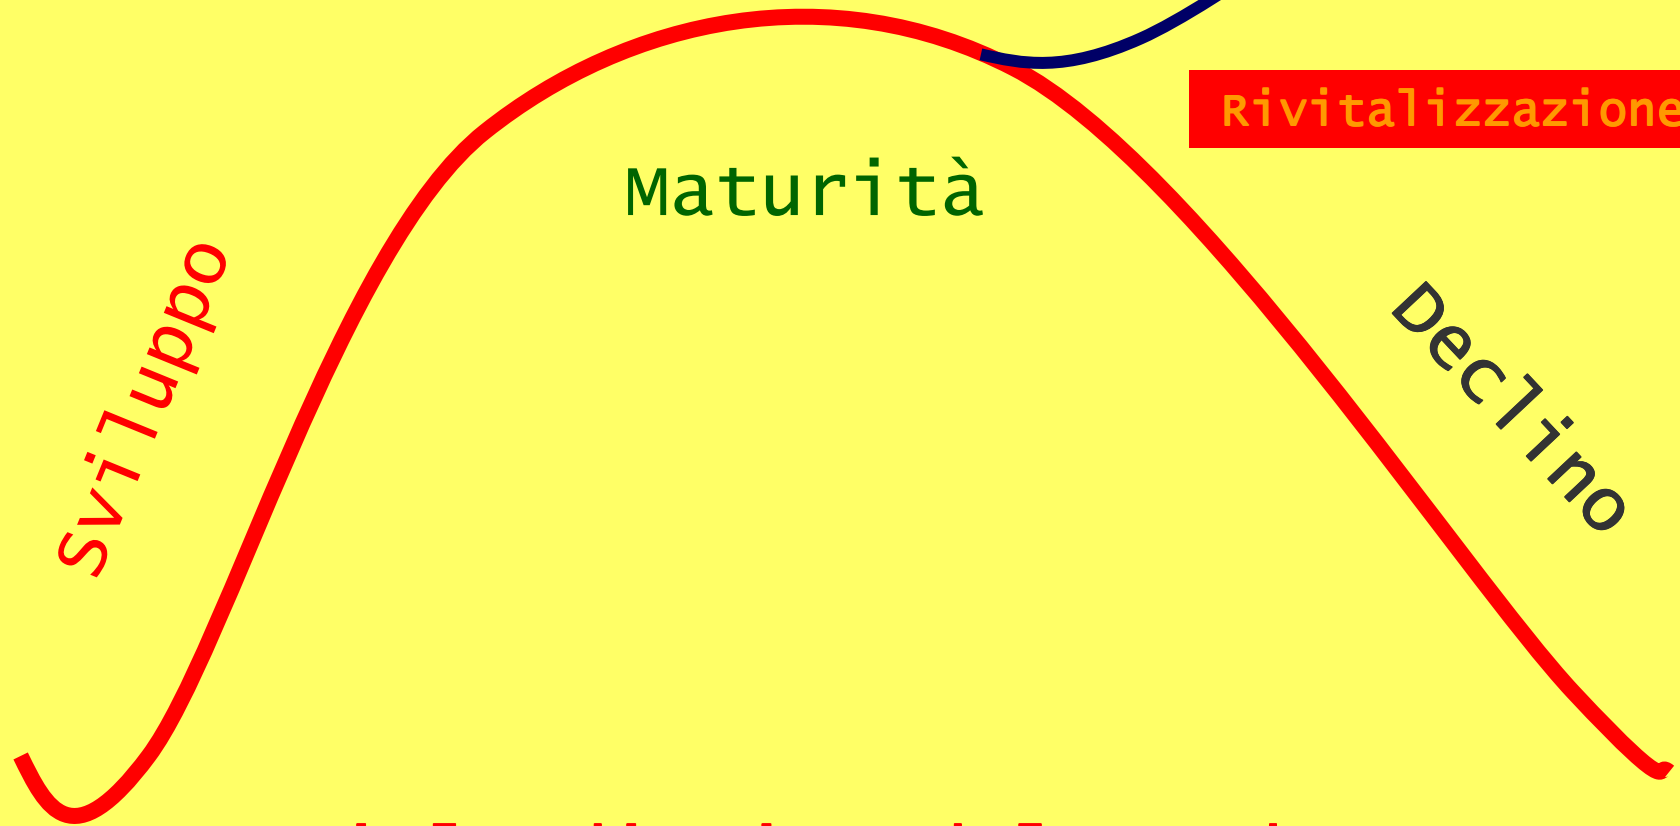 Rivitalizzazione
Maturità
Sviluppo
Declino